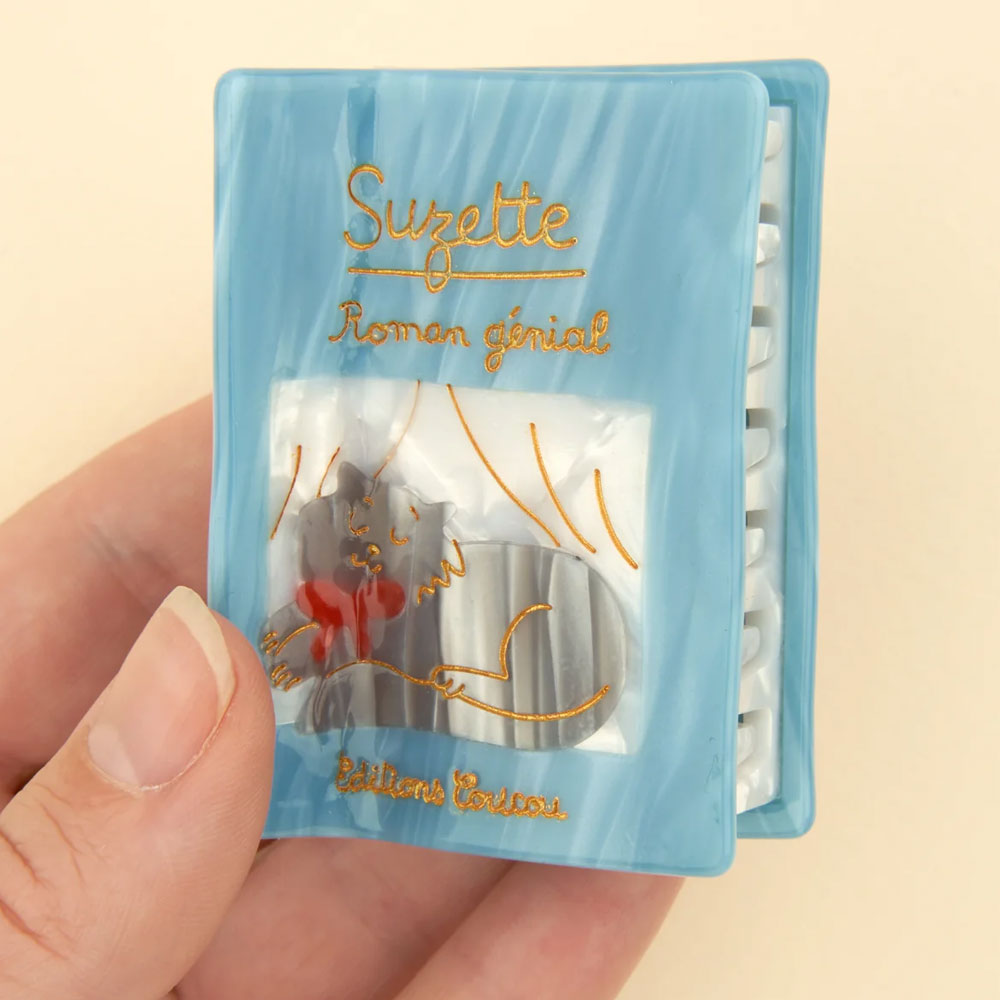 Suzette
Roman génial
Editions Coucou